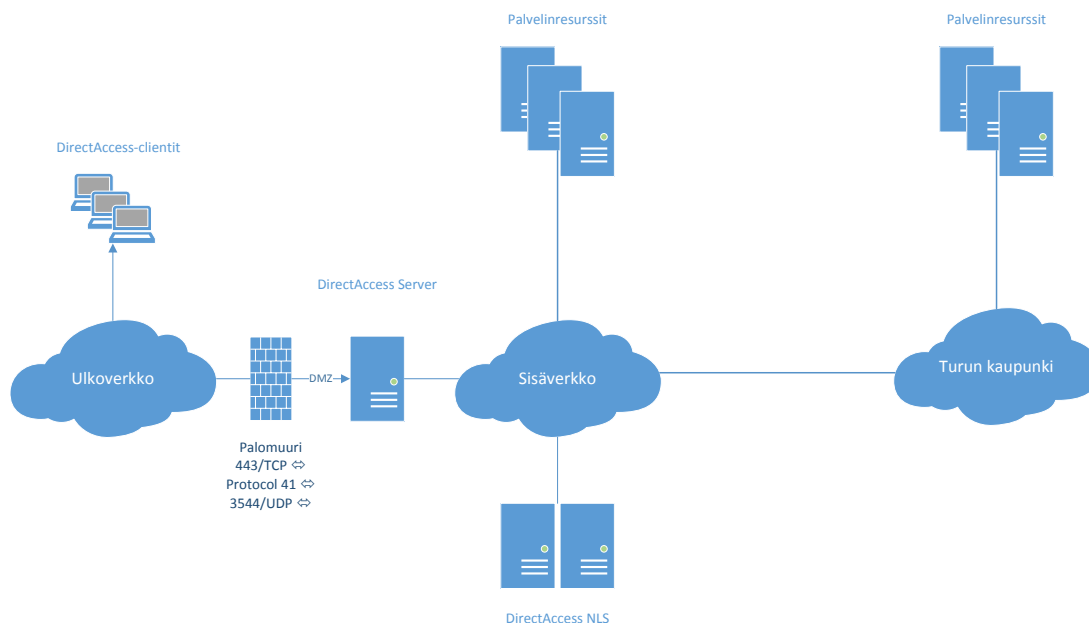 Palvelinresurssit
Palvelinresurssit
DirectAccess-clientit
DirectAccess Server
Ulkoverkko
DMZ
Sisäverkko
Turun kaupunki
Palomuuri
443/TCP ⬄
Protocol 41 ⬄
3544/UDP ⬄
DirectAccess NLS